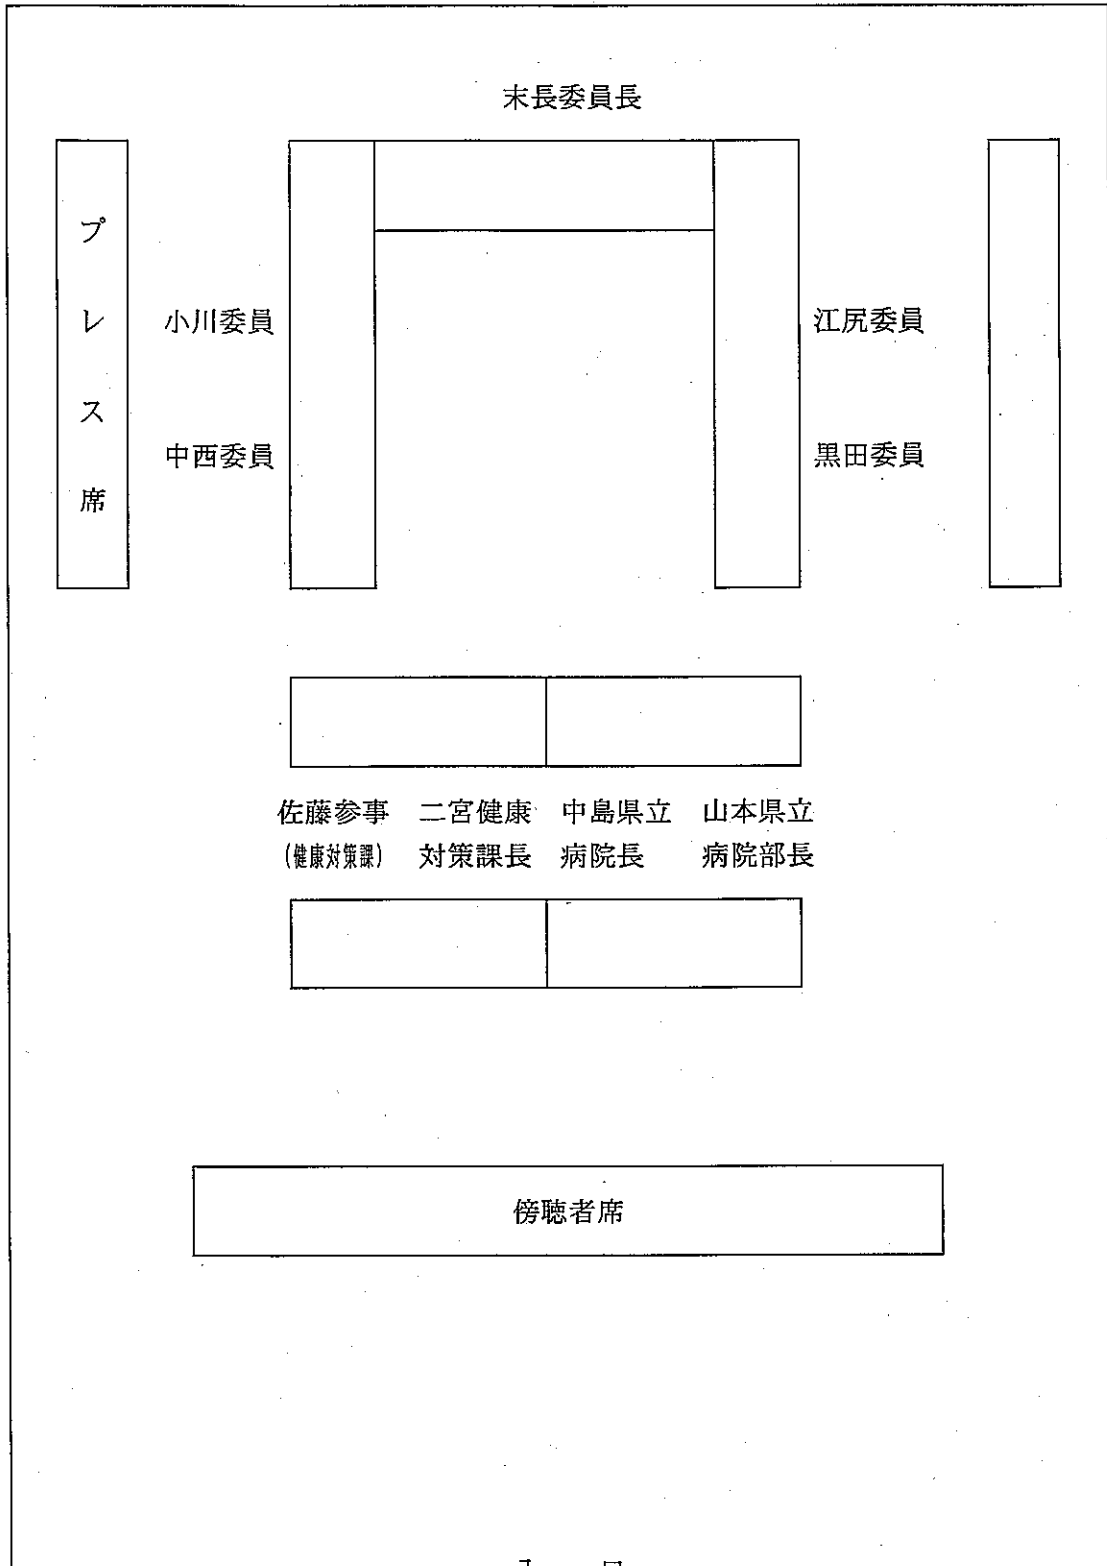 末長委員長
プレス席
小川委員
江尻委員
中西委員
黒田委員
佐藤参事 二宮健康 中島県立 山本県立
(健康対策課) 対策課長 病院長 病院部長
傍聴者席